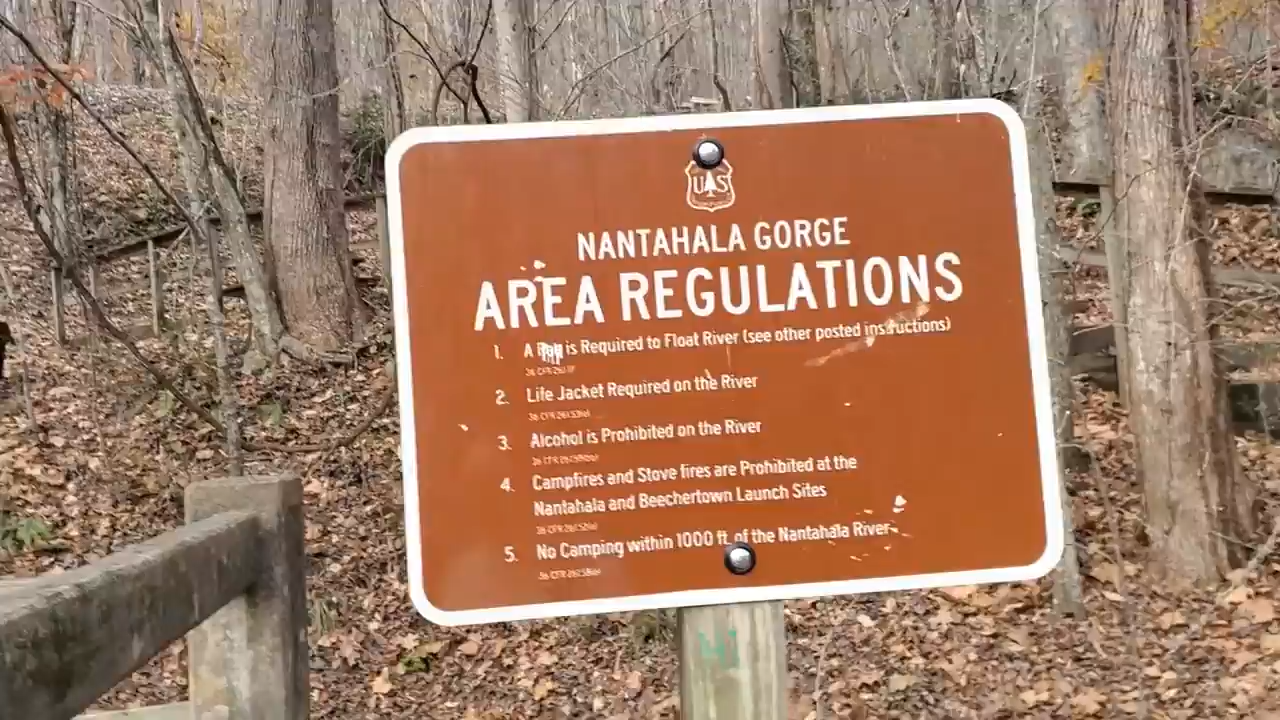 US
NANTAHALA GORGE
AREA REGULATIONS
1. A is Required to Float River (see other posted instructions)
2. Life Jacket Required on the River
3. Alcohol is Prohibited on the River
4. Campfires and Stove fires are Prohibited at the
Nantahala and Beechertown Launch Sites
5. No Camping within 1000 ft. of the Nantahala River